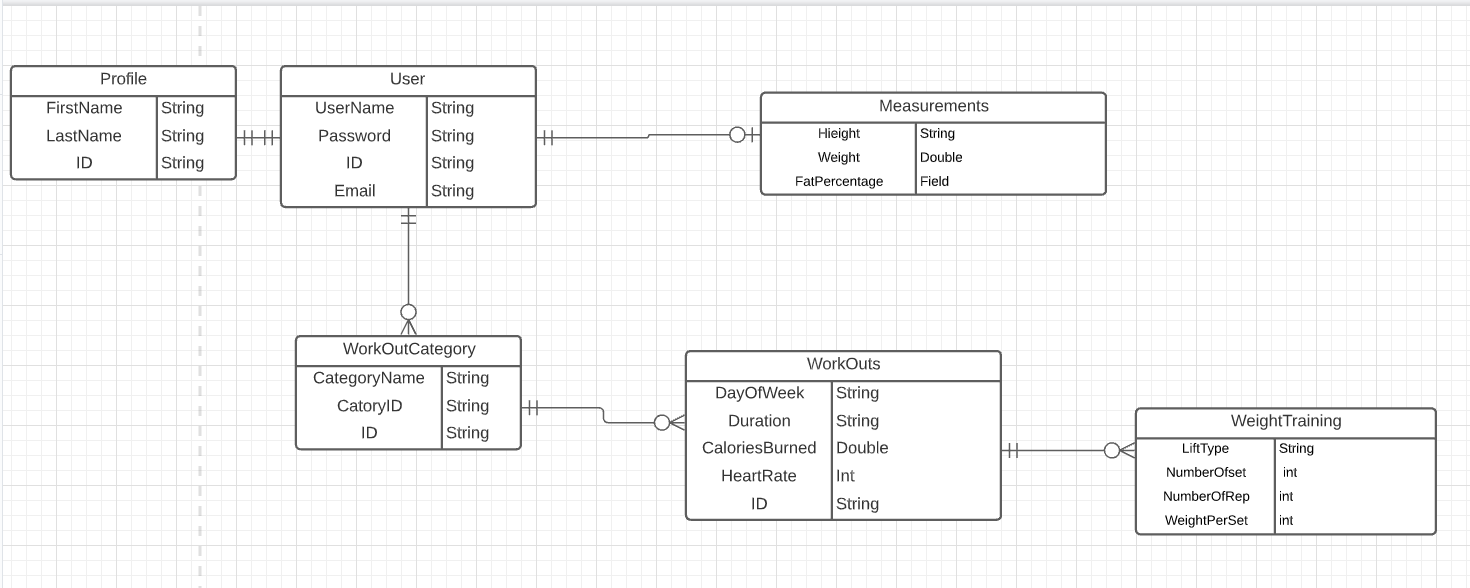 Profile
FirstName String
LastName String
ID String
User
UserName String
Password String
ID String
Email String
Measurements
Hieight String
Weight Double
FatPercentage Field
WorkOutCategory
CategoryName String
CatoryID String
ID String
WorkOuts
DayOfWeek String
Duration String
CaloriesBurned Double
HeartRate Int
ID String
WeightTraining
LiftType String
NumberOfset int
NumberOfRep int
WeightPerSet int